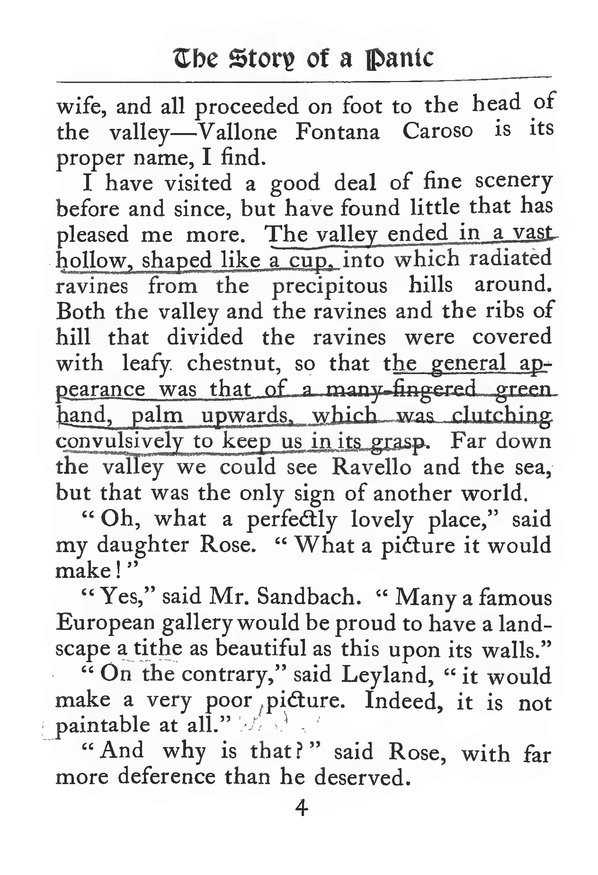 The Story of a Panic
wife, and all proceeded on foot to the head of
the valley—Vallone Fontana Caroso is its
proper name, I find.
I have visited a good deal of fine scenery
before and since, but have found little that has
pleased me more. The valley ended in a vast
hollow, shaped like a cup, into which radiated
ravines from the precipitous hills around.
Both the valley and the ravines and the ribs of
hill that divided the ravines were covered
with leafy chestnut, so that the general ap-
pearance was that of a many-fingered green
hand, palm upwards, which was clutching
convulsively to keep us in its grasp. Far down
the valley we could see Ravello and the sea,
but that was the only sign of another world.
“Oh, what a perfectly lovely place,” said
my daughter Rose. “What a picture it would
make!”
“Yes,” said Mr. Sandbach. “Many a famous
European gallery would be proud to have a land-
scape a tithe as beautiful as this upon its walls.”
“On the contrary,” said Leyland, “it would
make a very poor picture. Indeed, it is not
paintable at all.”
“And why is that?” said Rose, with far
more deference than he deserved.
4